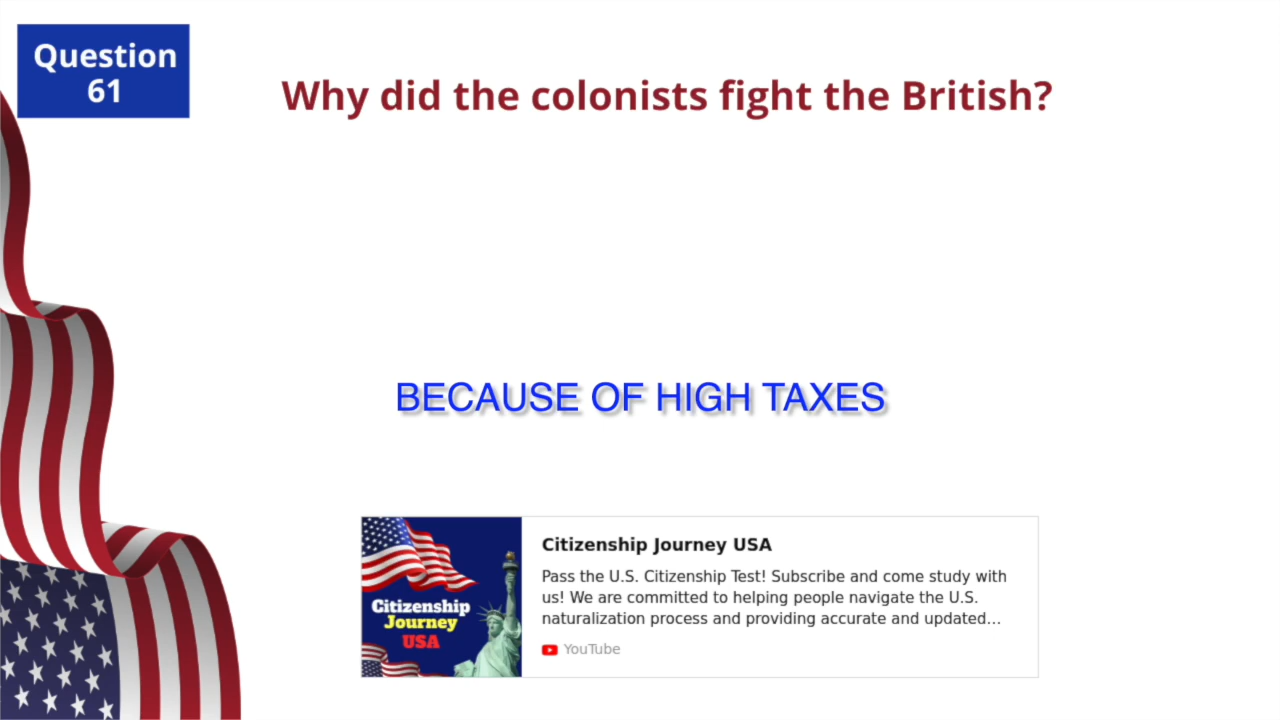 Question
61
Why did the colonists fight the British?
BECAUSE OF HIGH TAXES
Citizenship Journey USA
Pass the U.S. Citizenship Test! Subscribe and come study with
us! We are committed to helping people navigate the U.S.
naturalization process and providing accurate and updated...
YouTube
Citizenship
Journey
USA